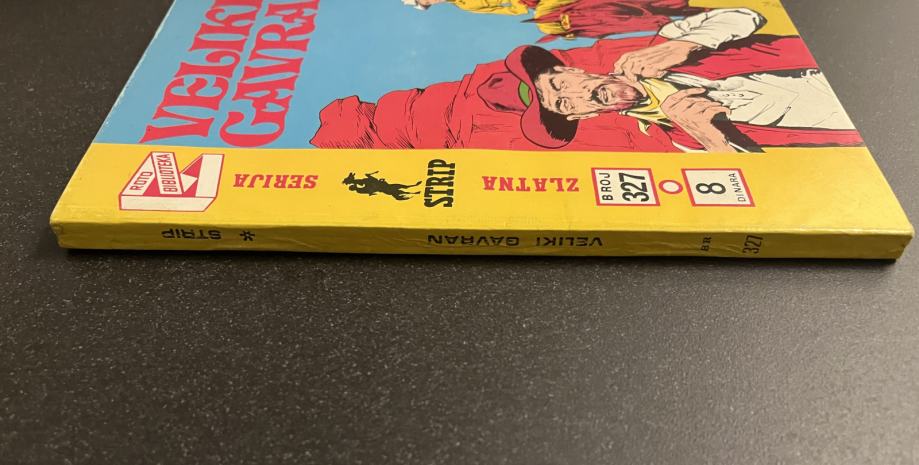 VELIKI
GAVRAN
ROTO
BIBLIOTEKA
ZLATNA
STRIP
SERIJA
BROJ
327
8
DINARA
STRIP * VELIKI GAVRAN BR 327